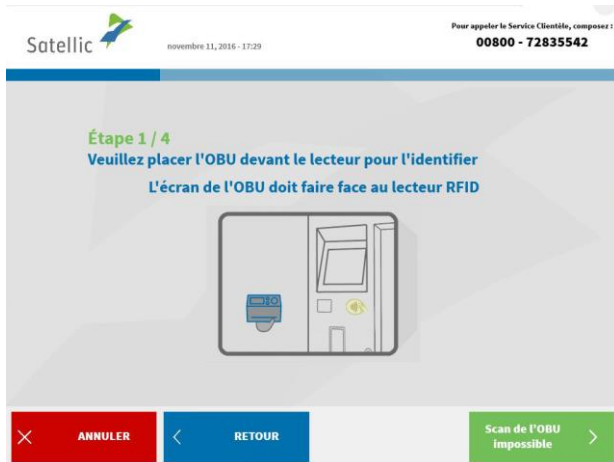 Satellic
novembre 11, 2016 - 17:29
Pour appeler le Service Clientèle, composez :
00800 - 72835542
Étape 1 / 4
Veuillez placer l'OBU devant le lecteur pour l'identifier
L'écran de l'OBU doit faire face au lecteur RFID
ANNULER
RETOUR
Scan de l'OBU
impossible